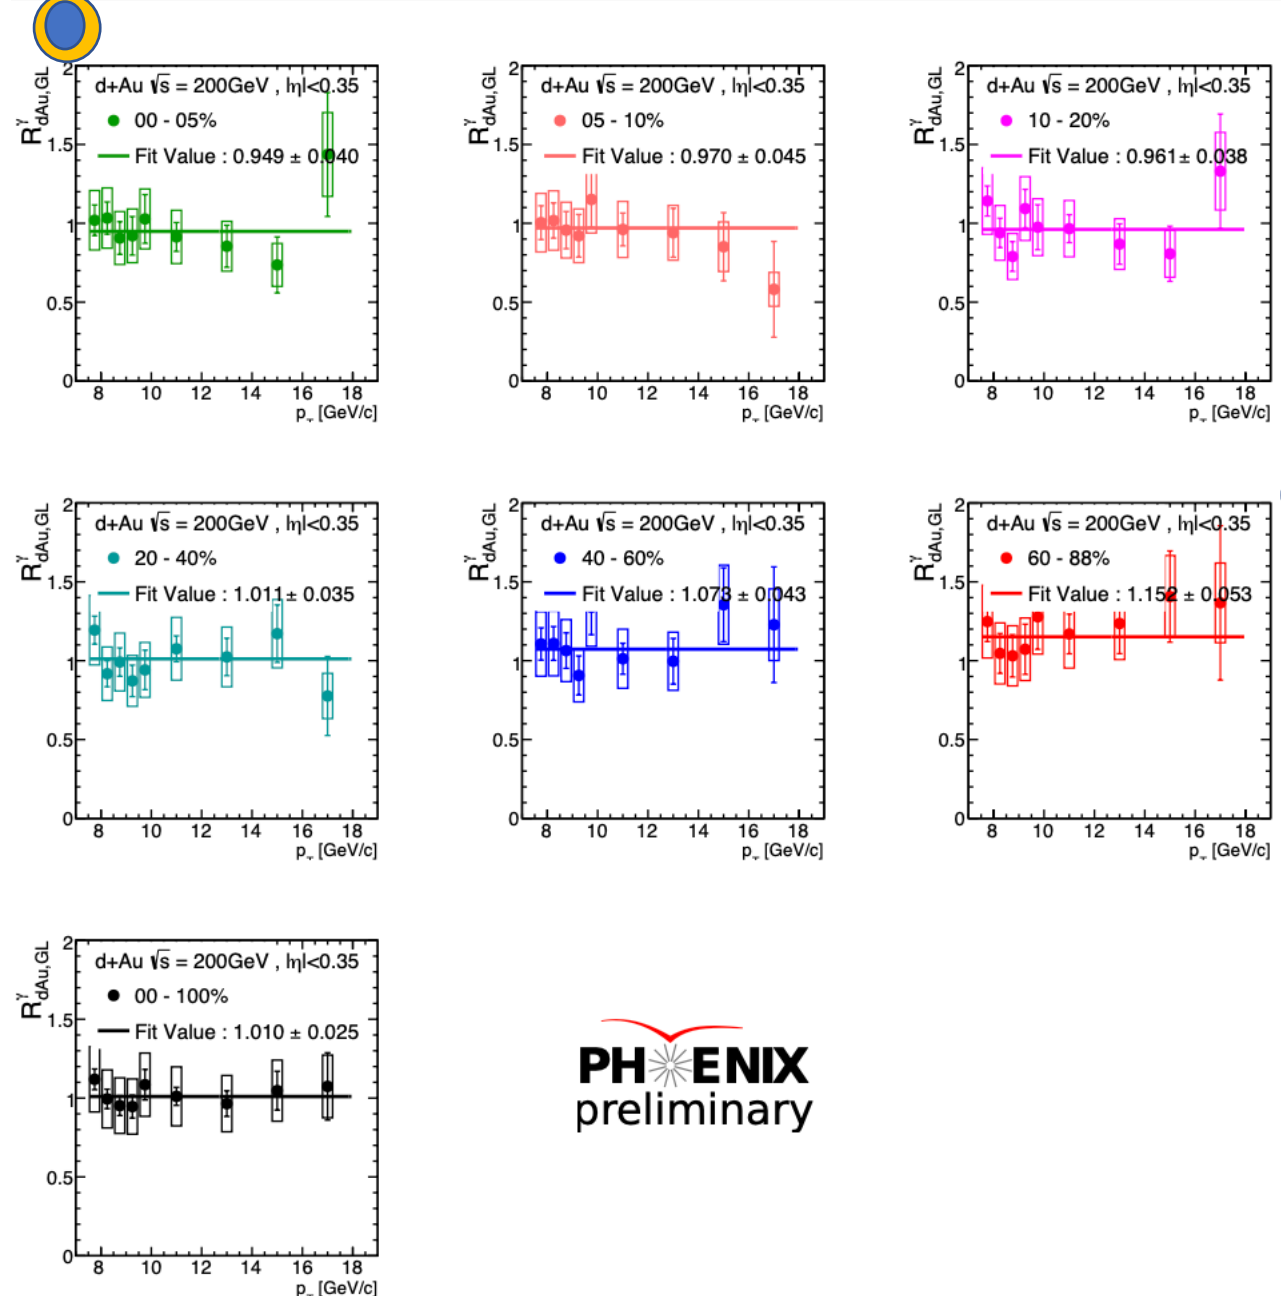 d+Au √s = 200GeV , |η|<0.35
00 - 05%
Fit Value : 0.949 ± 0.040
R^γ_dAu,GL
2
1.5
1
0.5
0
8 10 12 14 16 18
p_T [GeV/c]
d+Au √s = 200GeV , |η|<0.35
05 - 10%
Fit Value : 0.970 ± 0.045
R^γ_dAu,GL
2
1.5
1
0.5
0
8 10 12 14 16 18
p_T [GeV/c]
d+Au √s = 200GeV , |η|<0.35
10 - 20%
Fit Value : 0.961± 0.038
R^γ_dAu,GL
2
1.5
1
0.5
0
8 10 12 14 16 18
p_T [GeV/c]
d+Au √s = 200GeV , |η|<0.35
20 - 40%
Fit Value : 1.011± 0.035
R^γ_dAu,GL
2
1.5
1
0.5
0
8 10 12 14 16 18
p_T [GeV/c]
d+Au √s = 200GeV , |η|<0.35
40 - 60%
Fit Value : 1.073 ± 0.043
R^γ_dAu,GL
2
1.5
1
0.5
0
8 10 12 14 16 18
p_T [GeV/c]
d+Au √s = 200GeV , |η|<0.35
60 - 88%
Fit Value : 1.152 ± 0.053
R^γ_dAu,GL
2
1.5
1
0.5
0
8 10 12 14 16 18
p_T [GeV/c]
d+Au √s = 200GeV , |η|<0.35
00 - 100%
Fit Value : 1.010 ± 0.025
R^γ_dAu,GL
2
1.5
1
0.5
0
8 10 12 14 16 18
p_T [GeV/c]
PHENIX
preliminary